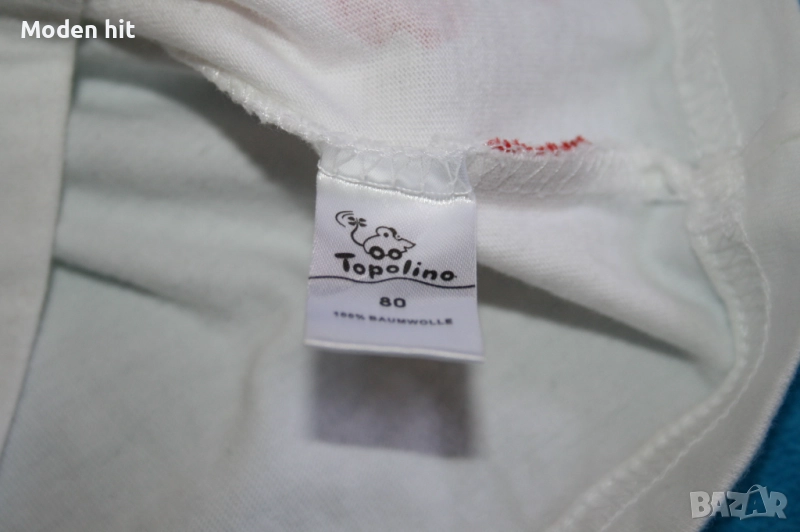 Moden hit
Topolino
80
100% BAUMWOLLE
BAZAR